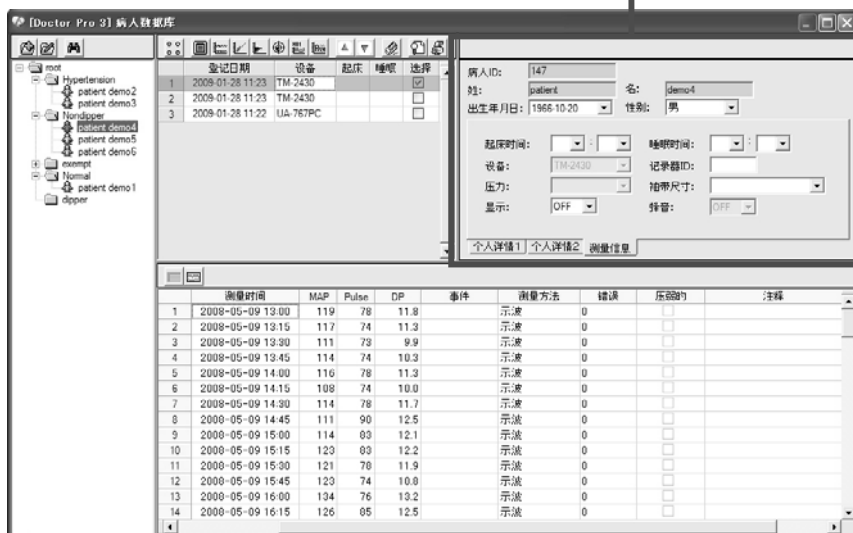 [Doctor Pro 3] 病人数据库
root
Hypertension
patient demo2
patient demo3
Nondipper
patient demo4
patient demo5
patient demo6
exempt
Normal
patient demo1
dipper
登记日期 设备 起床 睡眠 选择
1 2009-01-28 11:23 TM-2430
2 2009-01-28 11:23 TM-2430
3 2009-01-28 11:22 UA-767PC
病人ID: 147
姓: patient 名: demo4
出生年月日: 1966-10-20 性别: 男
起床时间: : 睡眠时间: :
设备: TM-2430 记录器ID:
压力: 袖带尺寸:
显示: OFF 蜂音: OFF
个人详情1 个人详情2 测量信息
测量时间 MAP Pulse DP 事件 测量方法 错误 压弱的 注释
1 2008-05-09 13:00 119 78 11.8 示波 0
2 2008-05-09 13:15 117 74 11.3 示波 0
3 2008-05-09 13:30 111 73 9.9 示波 0
4 2008-05-09 13:45 114 74 10.3 示波 0
5 2008-05-09 14:00 116 78 11.3 示波 0
6 2008-05-09 14:15 108 74 10.0 示波 0
7 2008-05-09 14:30 114 78 11.7 示波 0
8 2008-05-09 14:45 111 90 12.5 示波 0
9 2008-05-09 15:00 114 83 12.1 示波 0
10 2008-05-09 15:15 123 83 12.2 示波 0
11 2008-05-09 15:30 121 78 11.9 示波 0
12 2008-05-09 15:45 123 74 10.8 示波 0
13 2008-05-09 16:00 134 76 13.2 示波 0
14 2008-05-09 16:15 126 85 12.5 示波 0